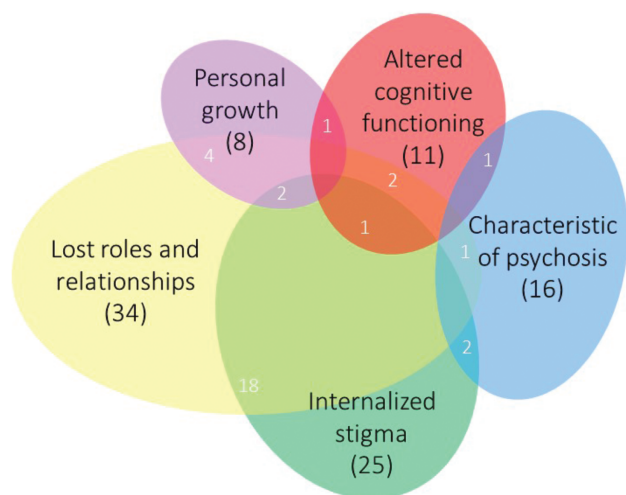 Personal
growth
(8)
Altered
cognitive
functioning
(11)
1
4
2
2
1
1
Lost roles and
relationships
(34)
Characteristic
of psychosis
(16)
1
2
18
Internalized
stigma
(25)